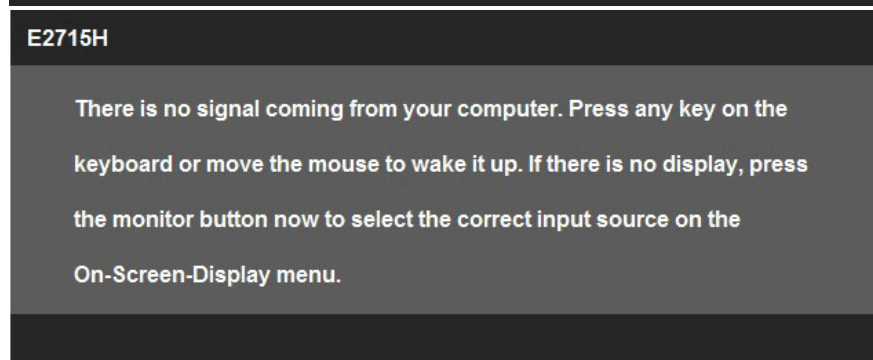 E2715H
There is no signal coming from your computer. Press any key on the
keyboard or move the mouse to wake it up. If there is no display, press
the monitor button now to select the correct input source on the
On-Screen-Display menu.